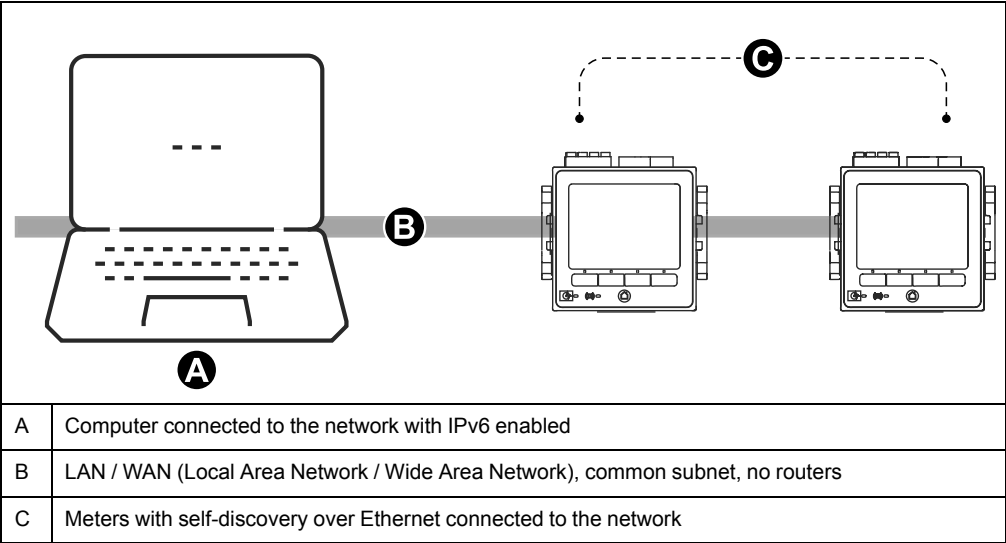 C
B
A
A Computer connected to the network with IPv6 enabled
B LAN / WAN (Local Area Network / Wide Area Network), common subnet, no routers
C Meters with self-discovery over Ethernet connected to the network